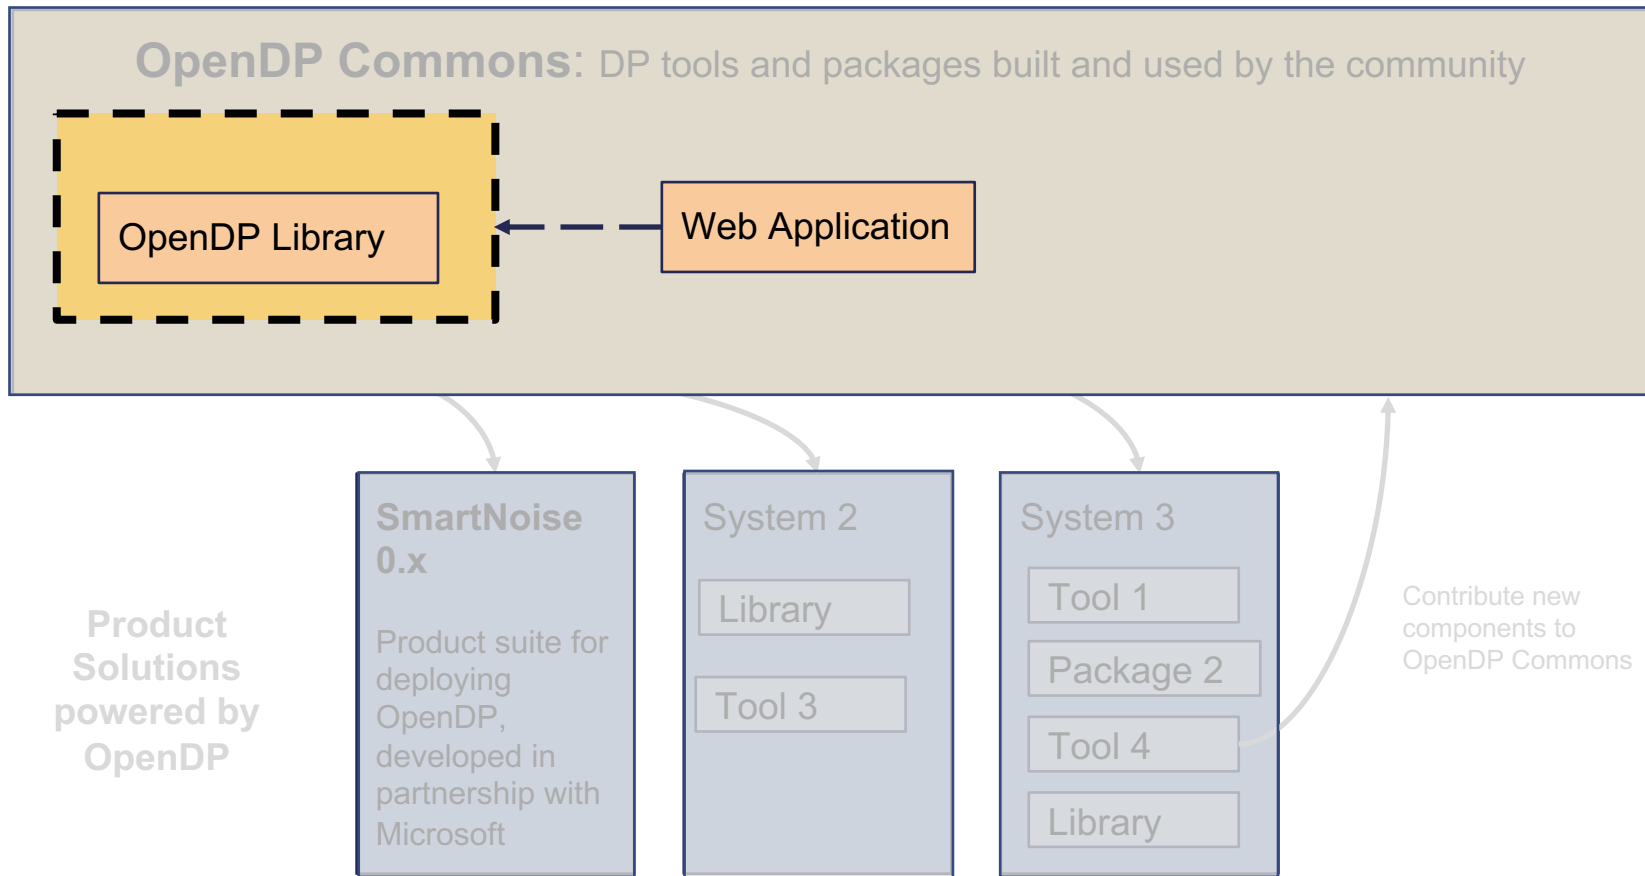 OpenDP Commons: DP tools and packages built and used by the community
OpenDP Library
Web Application
Product
Solutions
powered by
OpenDP
SmartNoise
0.x
Product suite for
deploying
OpenDP,
developed in
partnership with
Microsoft
System 2
Library
Tool 3
System 3
Tool 1
Package 2
Tool 4
Library
Contribute new
components to
OpenDP Commons